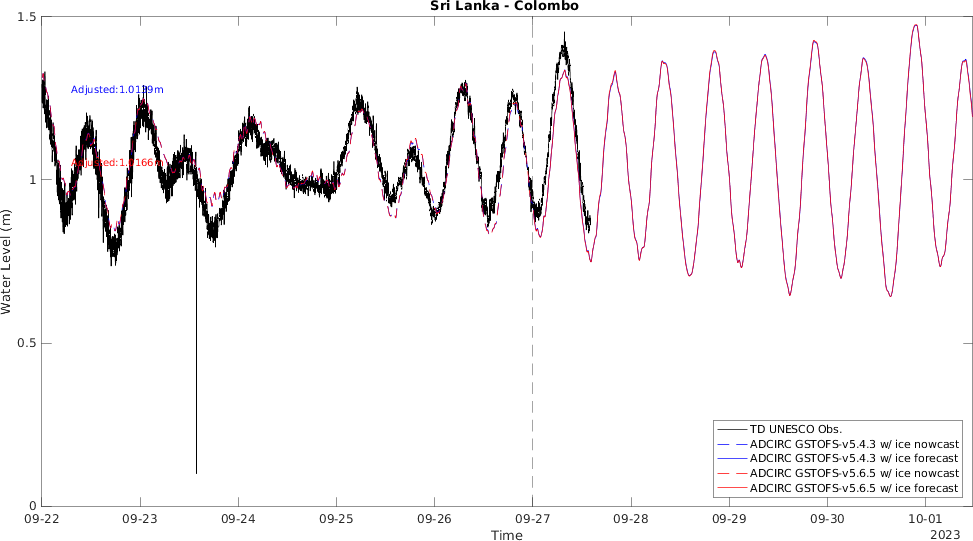 Sri Lanka - Colombo
1.5
1
0.5
0
Water Level (m)
Adjusted:1.0139m
Adjusted:1.0166m
TD UNESCO Obs.
ADCIRC GSTOFS-v5.4.3 w/ ice nowcast
ADCIRC GSTOFS-v5.4.3 w/ ice forecast
ADCIRC GSTOFS-v5.6.5 w/ ice nowcast
ADCIRC GSTOFS-v5.6.5 w/ ice forecast
09-22 09-23 09-24 09-25 09-26 09-27 09-28 09-29 09-30 10-01
Time
2023